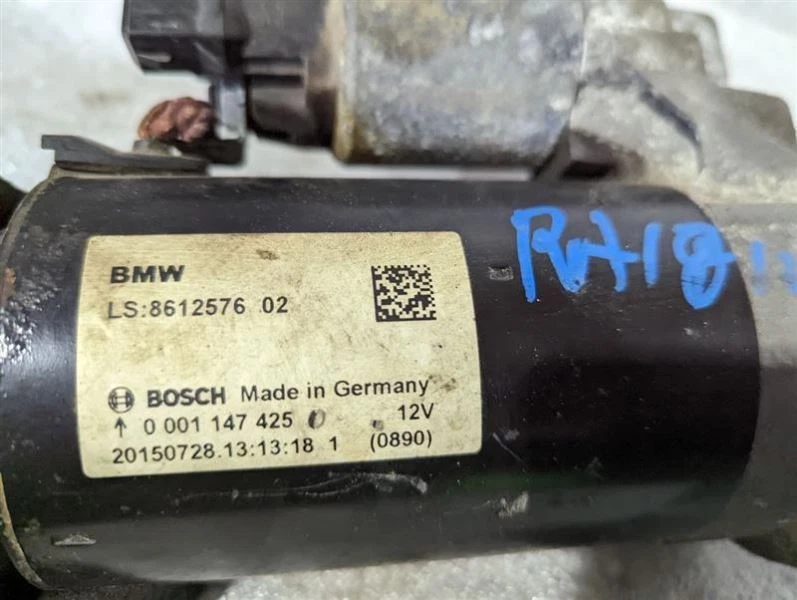 BMW
LS:8612576 02
BOSCH Made in Germany
0 001 147 425 12V
20150728.13:13:18 1 (0890)